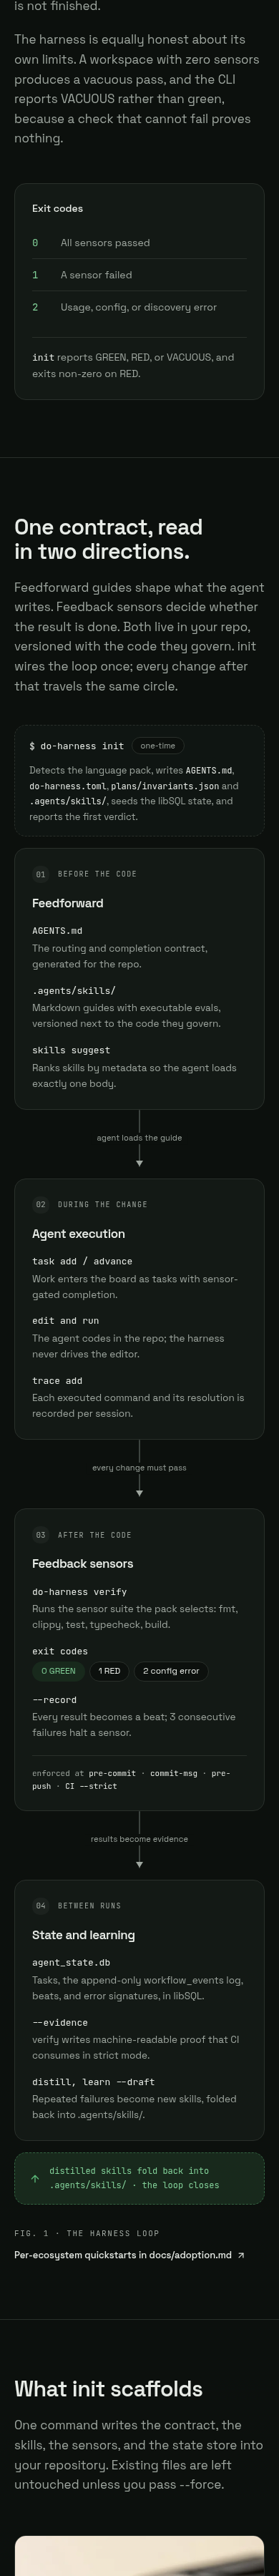 is not finished.
The harness is equally honest about its
own limits. A workspace with zero sensors
produces a vacuous pass, and the CLI
reports VACUOUS rather than green,
because a check that cannot fail proves
nothing.
Exit codes
0 All sensors passed
1 A sensor failed
2 Usage, config, or discovery error
init reports GREEN, RED, or VACUOUS, and
exits non-zero on RED.
One contract, read
in two directions.
Feedforward guides shape what the agent
writes. Feedback sensors decide whether
the result is done. Both live in your repo,
versioned with the code they govern. init
wires the loop once; every change after
that travels the same circle.
$ do-harness init one-time
Detects the language pack, writes AGENTS.md,
do-harness.toml, plans/invariants.json and
.agents/skills/, seeds the libSQL state, and
reports the first verdict.
01 BEFORE THE CODE
Feedforward
AGENTS.md
The routing and completion contract,
generated for the repo.
.agents/skills/
Markdown guides with executable evals,
versioned next to the code they govern.
skills suggest
Ranks skills by metadata so the agent loads
exactly one body.
agent loads the guide
02 DURING THE CHANGE
Agent execution
task add / advance
Work enters the board as tasks with sensor-
gated completion.
edit and run
The agent codes in the repo; the harness
never drives the editor.
trace add
Each executed command and its resolution is
recorded per session.
every change must pass
03 AFTER THE CODE
Feedback sensors
do-harness verify
Runs the sensor suite the pack selects: fmt,
clippy, test, typecheck, build.
exit codes
0 GREEN 1 RED 2 config error
--record
Every result becomes a beat; 3 consecutive
failures halt a sensor.
enforced at pre-commit · commit-msg · pre-
push · CI --strict
results become evidence
04 BETWEEN RUNS
State and learning
agent_state.db
Tasks, the append-only workflow_events log,
beats, and error signatures, in libSQL.
--evidence
verify writes machine-readable proof that CI
consumes in strict mode.
distill, learn --draft
Repeated failures become new skills, folded
back into .agents/skills/.
↑ distilled skills fold back into
.agents/skills/ · the loop closes
FIG. 1 · THE HARNESS LOOP
Per-ecosystem quickstarts in docs/adoption.md ↗
What init scaffolds
One command writes the contract, the
skills, the sensors, and the state store into
your repository. Existing files are left
untouched unless you pass --force.